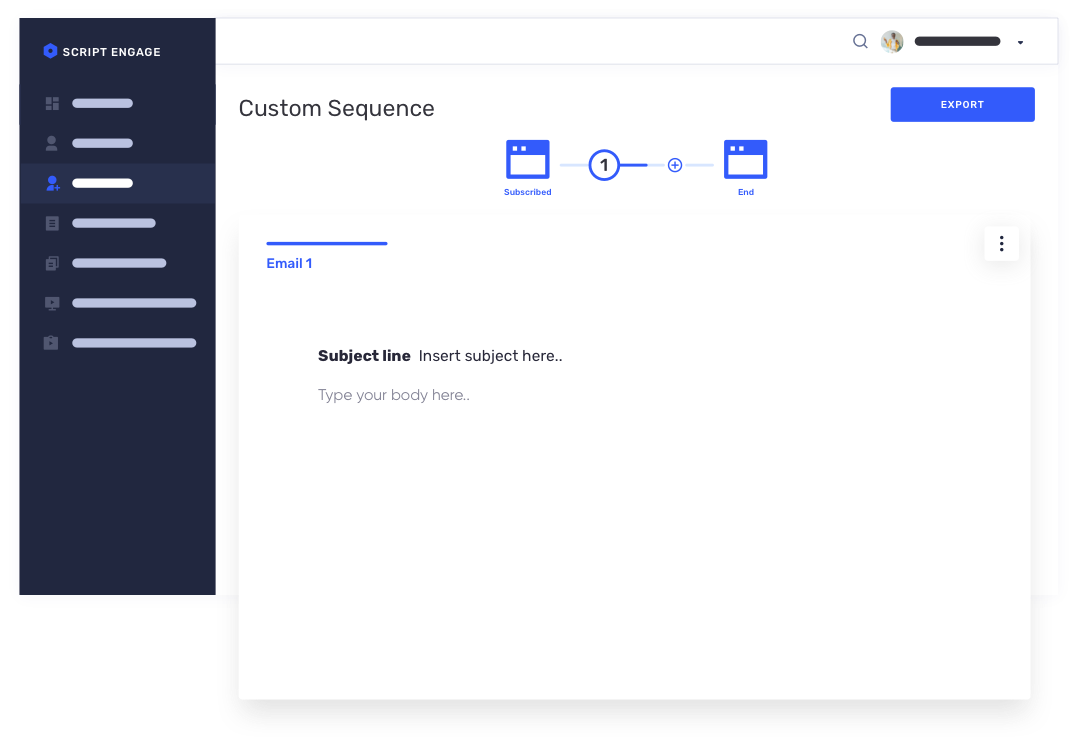 SCRIPT ENGAGE
Custom Sequence
EXPORT
1
Subscribed
End
Email 1
Subject line Insert subject here..
Type your body here..